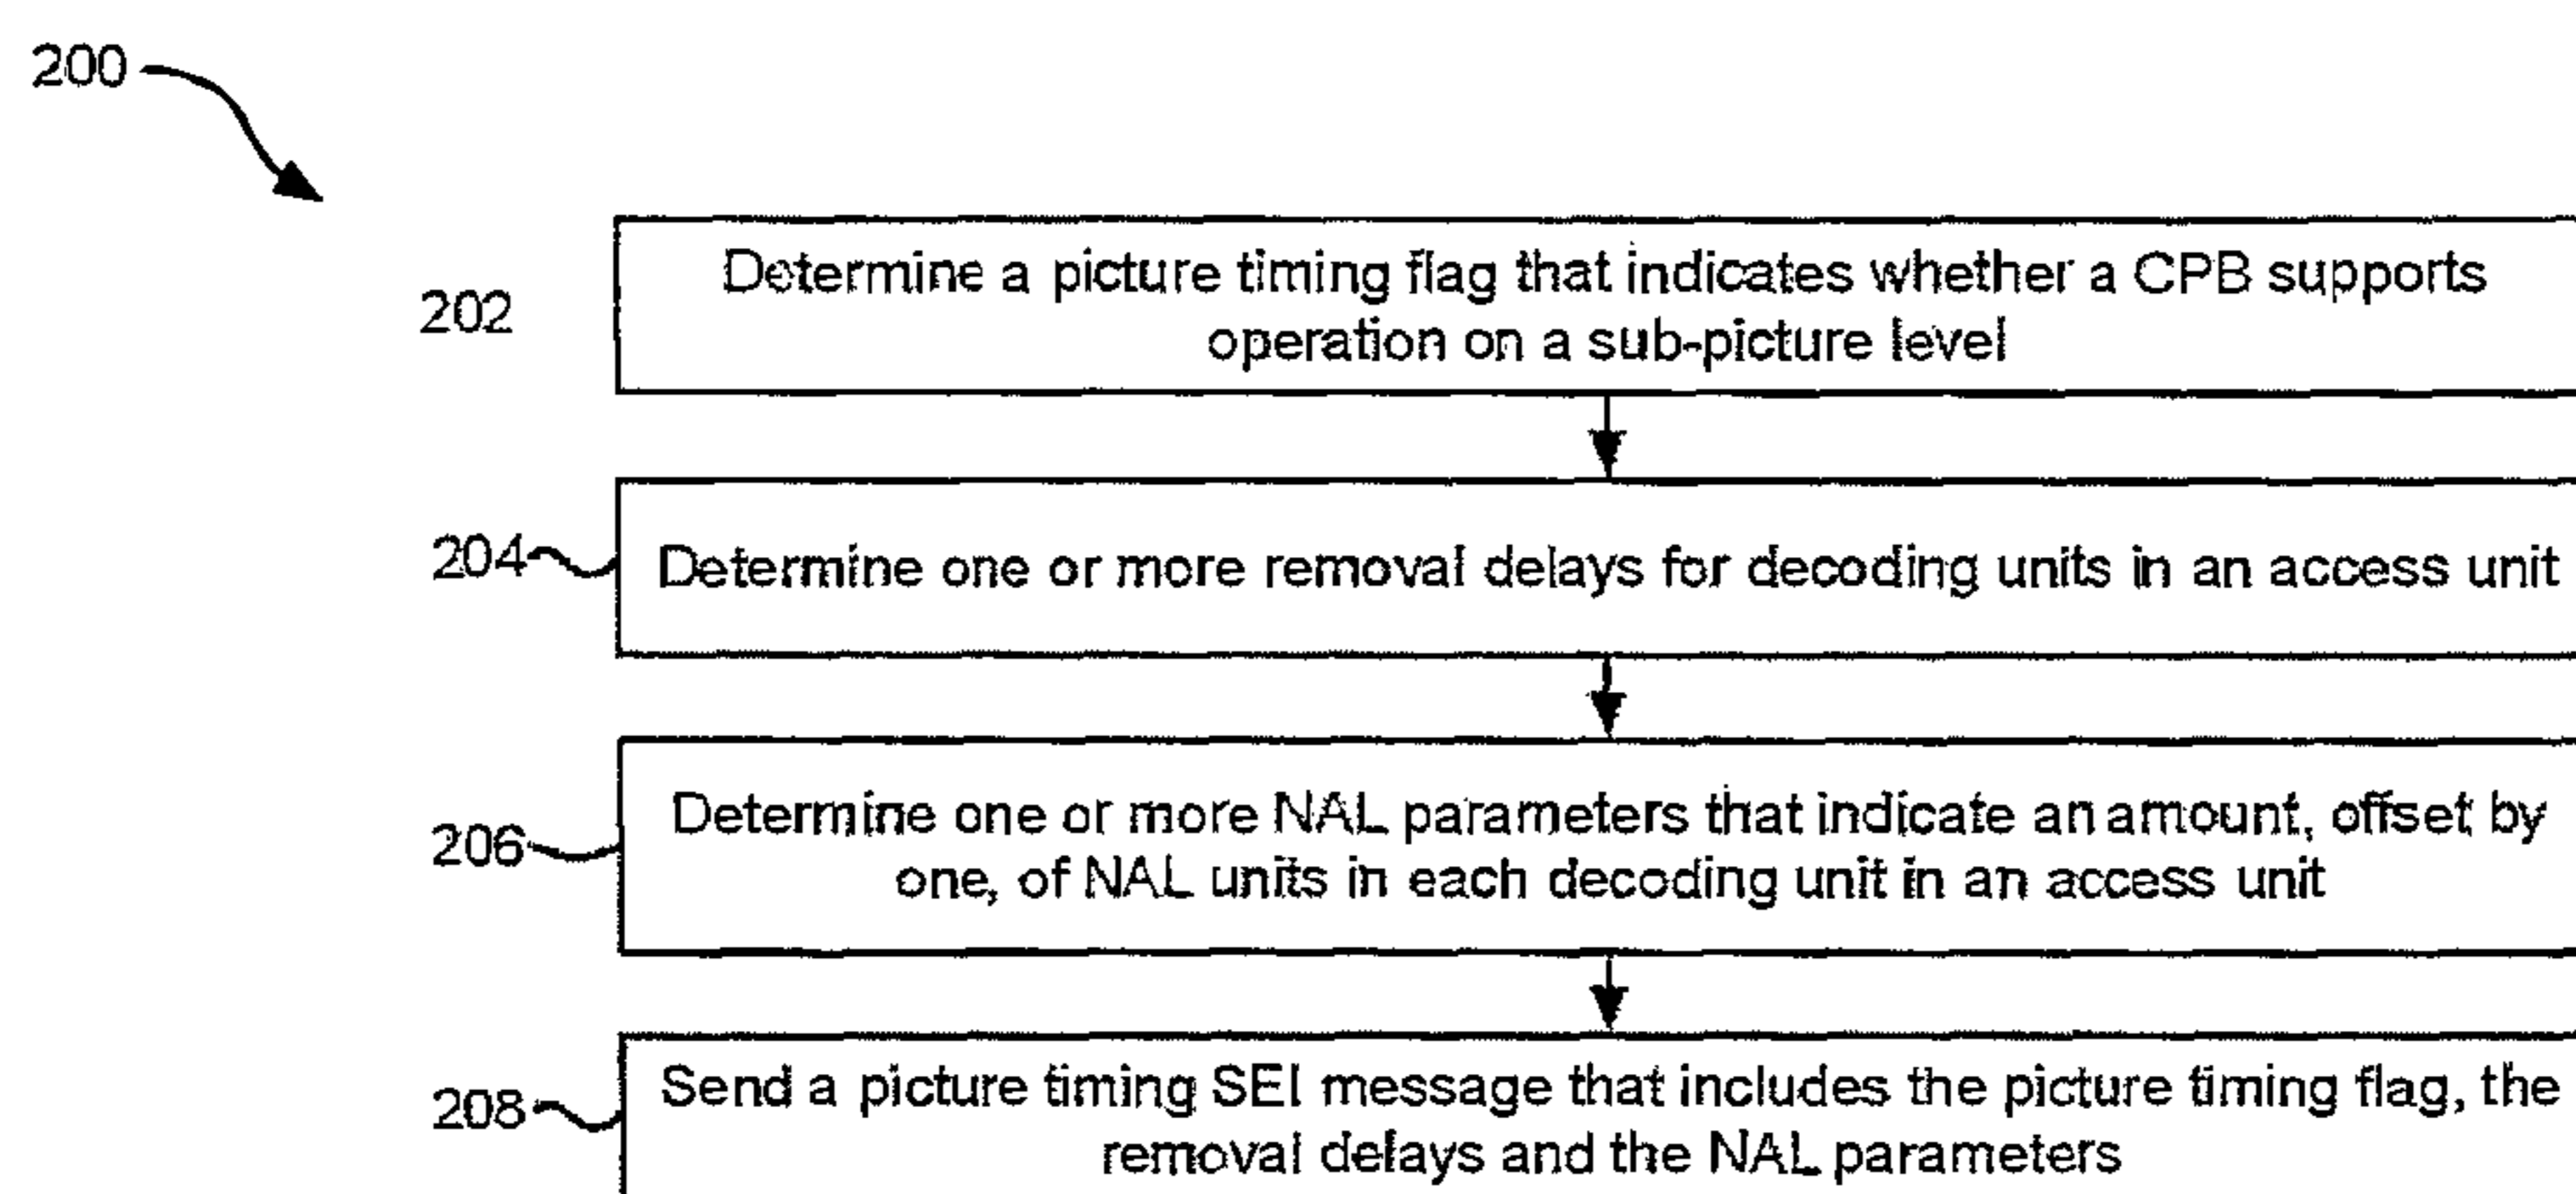 200
202
Determine a picture timing flag that indicates whether a CPB supports
operation on a sub-picture level
204
Determine one or more removal delays for decoding units in an access unit
206
Determine one or more NAL parameters that indicate an amount, offset by
one, of NAL units in each decoding unit in an access unit
208
Send a picture timing SEI message that includes the picture timing flag, the
removal delays and the NAL parameters